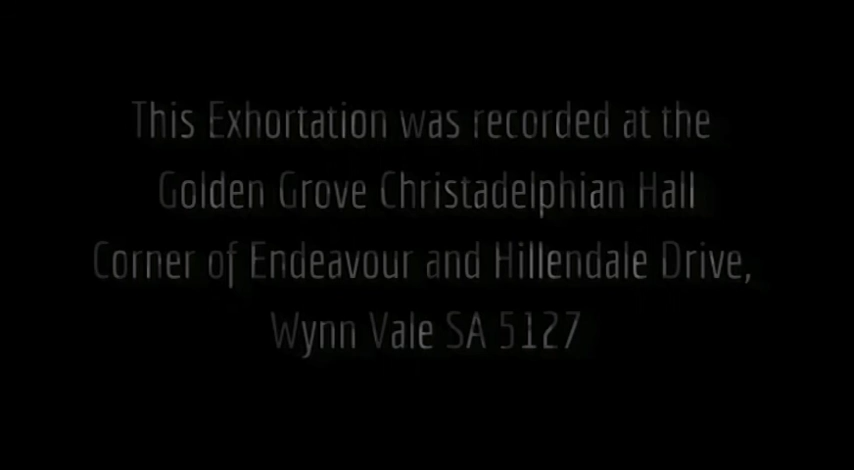 This Exhortation was recorded at the
Golden Grove Christadelphian Hall
Corner of Endeavour and Hillendale Drive,
Wynn Vale SA 5127